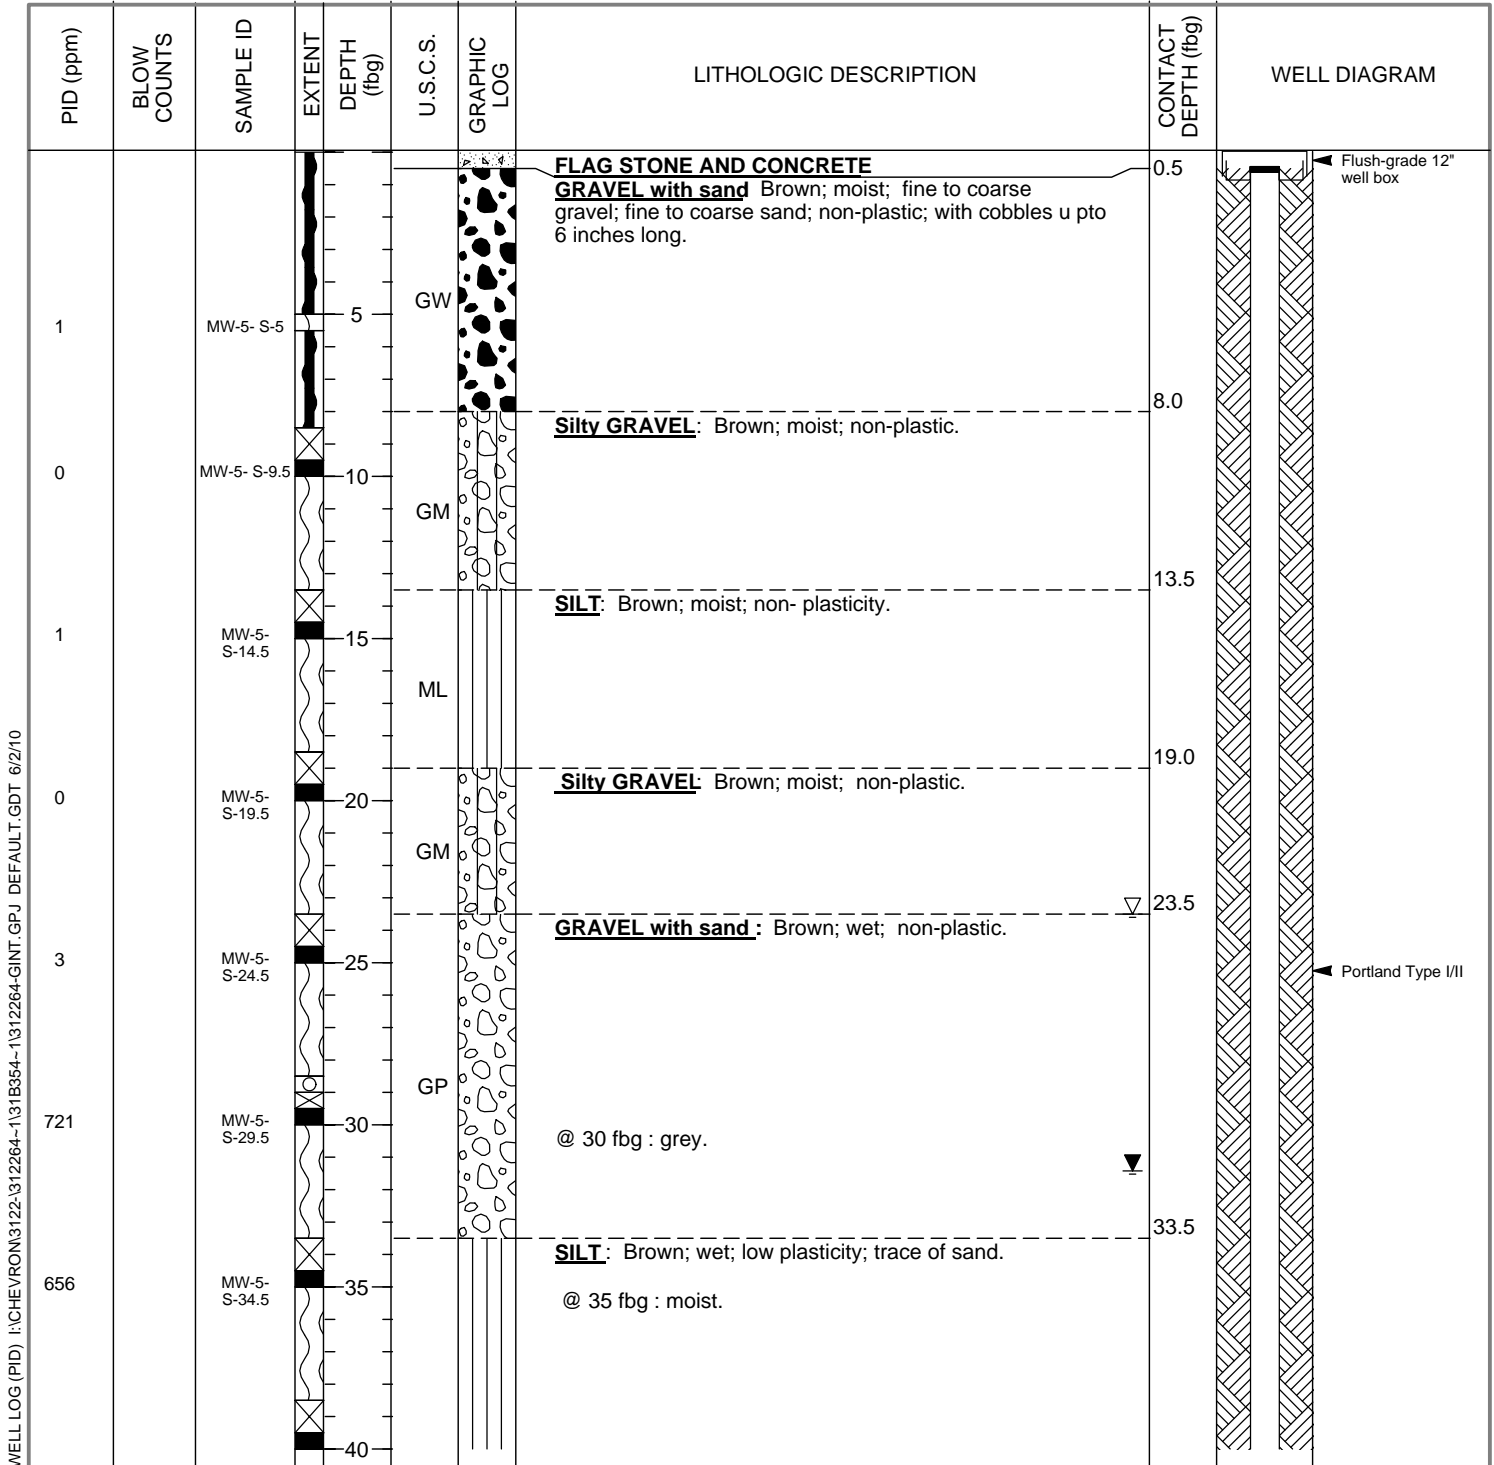 PID (ppm)
BLOW
COUNTS
SAMPLE ID
EXTENT
DEPTH
(fbg)
U.S.C.S.
GRAPHIC
LOG
LITHOLOGIC DESCRIPTION
CONTACT
DEPTH (fbg)
WELL DIAGRAM
FLAG STONE AND CONCRETE
0.5
Flush-grade 12"
well box
GRAVEL with sand Brown; moist; fine to coarse
gravel; fine to coarse sand; non-plastic; with cobbles u pto
6 inches long.
GW
1
MW-5- S-5
5
8.0
Silty GRAVEL: Brown; moist; non-plastic.
0
MW-5- S-9.5
10
GM
13.5
SILT: Brown; moist; non- plasticity.
1
MW-5-
S-14.5
15
ML
19.0
Silty GRAVEL: Brown; moist; non-plastic.
0
MW-5-
S-19.5
20
GM
23.5
GRAVEL with sand : Brown; wet; non-plastic.
3
MW-5-
S-24.5
25
Portland Type I/II
GP
721
MW-5-
S-29.5
30
@ 30 fbg : grey.
33.5
SILT : Brown; wet; low plasticity; trace of sand.
656
MW-5-
S-34.5
35
@ 35 fbg : moist.
40
WELL LOG (PID) I:\CHEVRON\3122-\312264~1\31B354~1\312264-GINT.GPJ DEFAULT.GDT 6/2/10